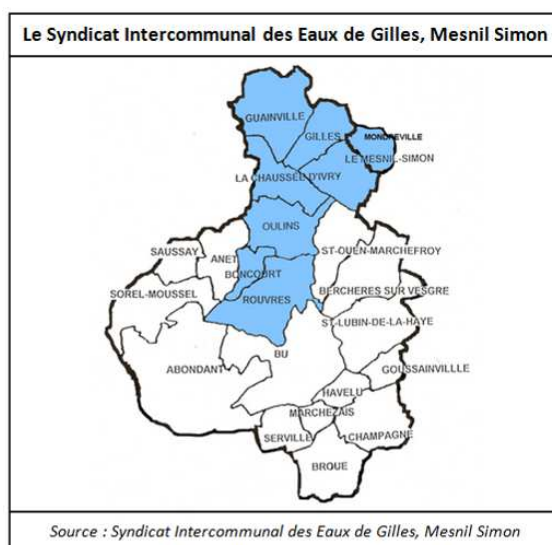 Le Syndicat Intercommunal des Eaux de Gilles, Mesnil Simon
GUAINVILLE
GILLES
MONDREVILLE
LE MESNIL-SIMON
LA CHAUSSEE D'IVRY
OULINS
SAUSSAY
ANET
ST-OUEN-MARCHEFROY
BONCOURT
SOREL-MOUSSEL
ROUVRES
BERCHERES SUR VESGRE
ST-LUBIN-DE-LA-HAYE
BU
ABONDANT
GOUSSAINVILLLE
HAVELU
MARCHEZAIS
SERVILLE
CHAMPAGNE
BROUE
Source : Syndicat Intercommunal des Eaux de Gilles, Mesnil Simon